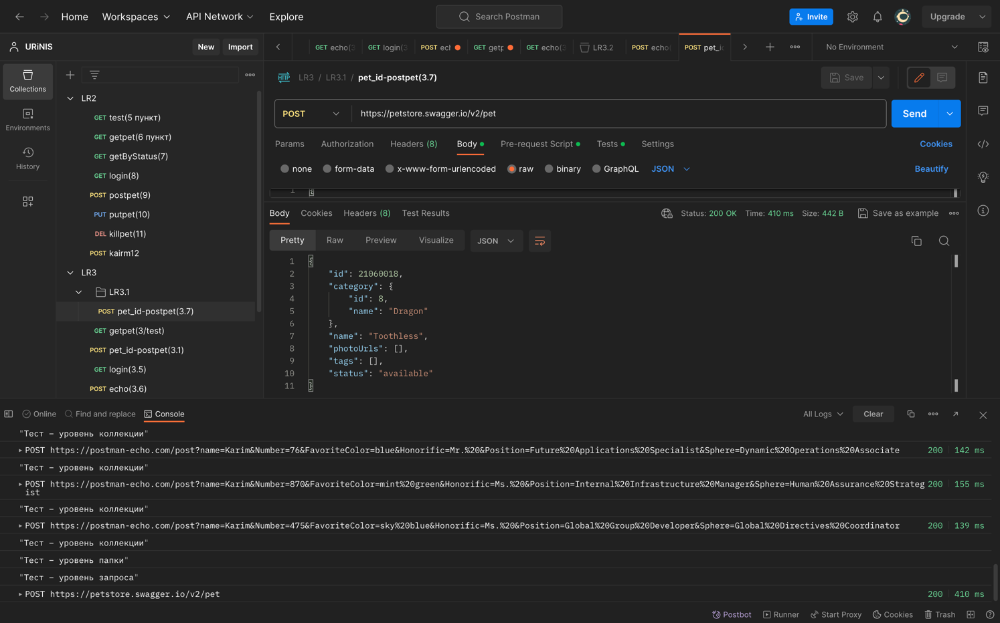 Home Workspaces API Network Explore Search Postman Invite Upgrade
URiNIS New Import GET echo(3 GET login(3 POST ecl GET getp GET echo(3 LR3.2 POST echo( POST pet_ic No Environment
Collections
Environments
History
LR2
GET test(5 пункт)
GET getpet(6 пункт)
GET getByStatus(7)
GET login(8)
POST postpet(9)
PUT putpet(10)
DEL killpet(11)
POST kairm12
LR3
LR3.1
POST pet_id-postpet(3.7)
GET getpet(3/test)
POST pet_id-postpet(3.1)
GET login(3.5)
POST echo(3.6)
HTTP LR3 / LR3.1 / pet_id-postpet(3.7) Save
POST https://petstore.swagger.io/v2/pet Send
Params Authorization Headers (8) Body Pre-request Script Tests Settings Cookies
none form-data x-www-form-urlencoded raw binary GraphQL JSON Beautify
1 {
Body Cookies Headers (8) Test Results Status: 200 OK Time: 410 ms Size: 442 B Save as example
Pretty Raw Preview Visualize JSON
1 {
2 "id": 21060018,
3 "category": {
4 "id": 8,
5 "name": "Dragon"
6 },
7 "name": "Toothless",
8 "photoUrls": [],
9 "tags": [],
10 "status": "available"
11 }
Online Find and replace Console All Logs Clear
"Тест – уровень коллекции"
POST https://postman-echo.com/post?name=Karim&Number=76&FavoriteColor=blue&Honorific=Mr.%20&Position=Future%20Applications%20Specialist&Sphere=Dynamic%20Operations%20Associate 200 142 ms
"Тест – уровень коллекции"
POST https://postman-echo.com/post?name=Karim&Number=870&FavoriteColor=mint%20green&Honorific=Ms.%20&Position=Internal%20Infrastructure%20Manager&Sphere=Human%20Assurance%20Strateg 200 155 ms
ist
"Тест – уровень коллекции"
POST https://postman-echo.com/post?name=Karim&Number=475&FavoriteColor=sky%20blue&Honorific=Ms.%20&Position=Global%20Group%20Developer&Sphere=Global%20Directives%20Coordinator 200 139 ms
"Тест – уровень коллекции"
"Тест – уровень папки"
"Тест – уровень запроса"
POST https://petstore.swagger.io/v2/pet 200 410 ms
Postbot Runner Start Proxy Cookies Trash